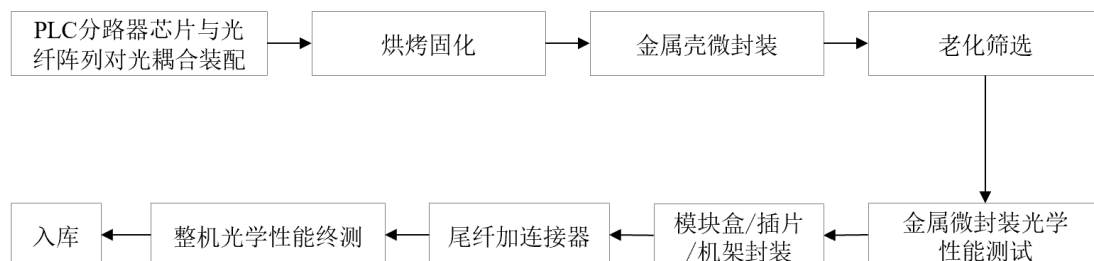 PLC分路器芯片与光
纤阵列对光耦合装配
烘烤固化
金属壳微封装
老化筛选
金属微封装光学
性能测试
模块盒/插片
/机架封装
尾纤加连接器
整机光学性能终测
入库